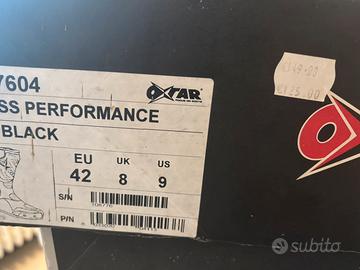 7604
OXTAR
SS PERFORMANCE
BLACK
EU UK US
42 8 9
S/N
P/N
€149.00
€125.00
subito